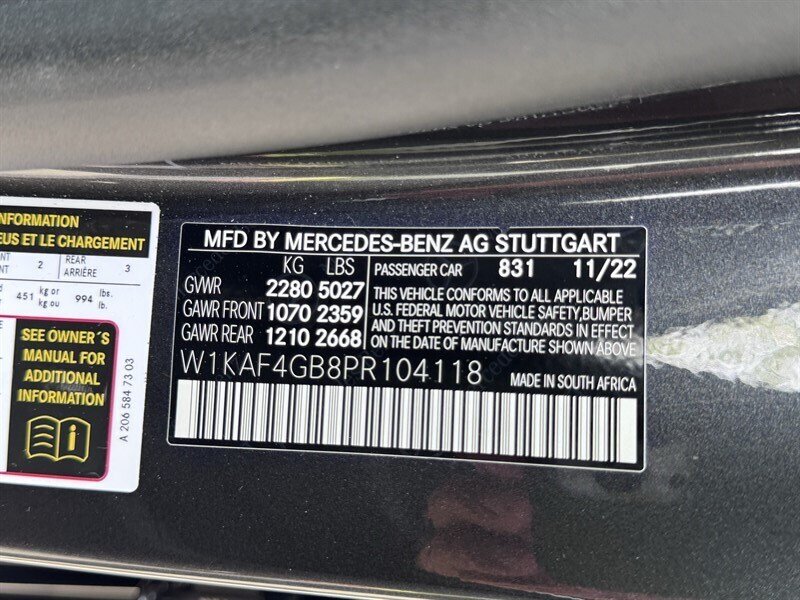 INFORMATION
EUS ET LE CHARGEMENT
2 REAR ARRIÈRE 3
451 kg or kg ou 994 lbs. lb.
SEE OWNER´S
MANUAL FOR
ADDITIONAL
INFORMATION
A 206 584 73 03
MFD BY MERCEDES-BENZ AG STUTTGART
KG LBS
GVWR 2280 5027
GAWR FRONT 1070 2359
GAWR REAR 1210 2668
PASSENGER CAR 831 11/22
THIS VEHICLE CONFORMS TO ALL APPLICABLE
U.S. FEDERAL MOTOR VEHICLE SAFETY, BUMPER
AND THEFT PREVENTION STANDARDS IN EFFECT
ON THE DATE OF MANUFACTURE SHOWN ABOVE.
W1KAF4GB8PR104118
MADE IN SOUTH AFRICA